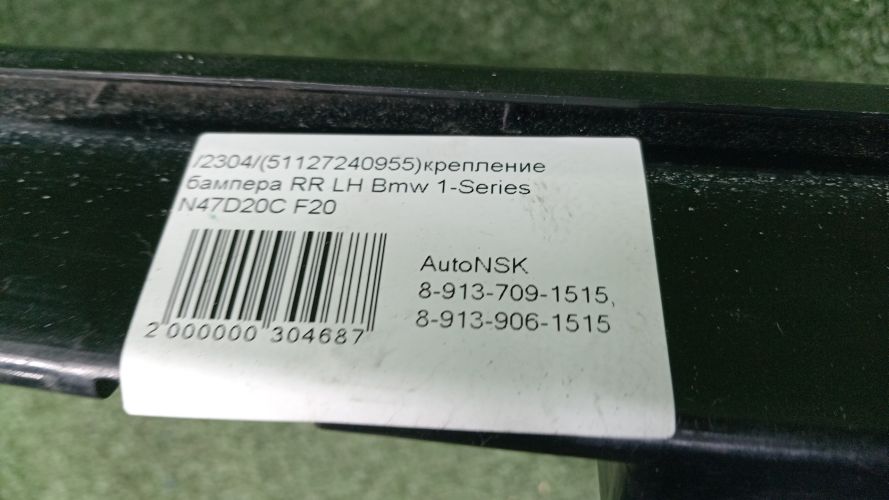 /2304/(51127240955)крепление
бампера RR LH Bmw 1-Series
N47D20C F20
AutoNSK
8-913-709-1515,
8-913-906-1515
2 000000 304687